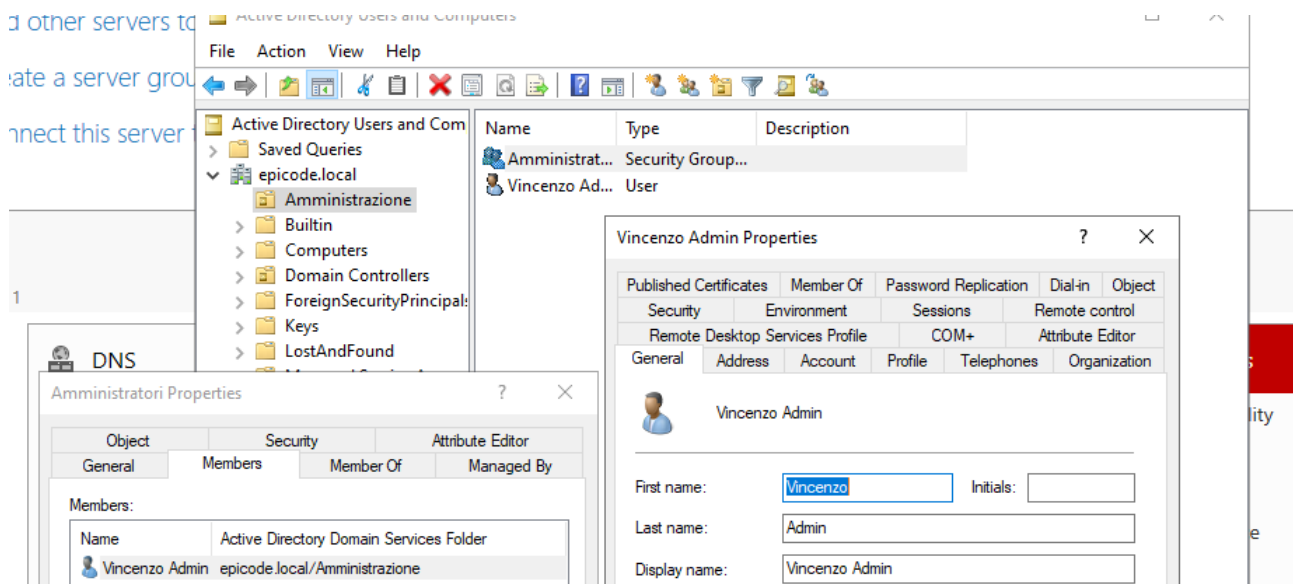 d other servers to
eate a server grou
nnect this server
1
DNS
Active Directory Users and Computers
File Action View Help
Active Directory Users and Com
Saved Queries
epicode.local
Amministrazione
Builtin
Computers
Domain Controllers
ForeignSecurityPrincipals
Keys
LostAndFound
Name Type Description
Amministrat... Security Group...
Vincenzo Ad... User
Amministratori Properties ?
Object Security Attribute Editor
General Members Member Of Managed By
Members:
Name Active Directory Domain Services Folder
Vincenzo Admin epicode.local/Amministrazione
Vincenzo Admin Properties ?
Published Certificates Member Of Password Replication Dial-in Object
Security Environment Sessions Remote control
Remote Desktop Services Profile COM+ Attribute Editor
General Address Account Profile Telephones Organization
Vincenzo Admin
First name: Vincenzo Initials:
Last name: Admin
Display name: Vincenzo Admin
s
lity
e